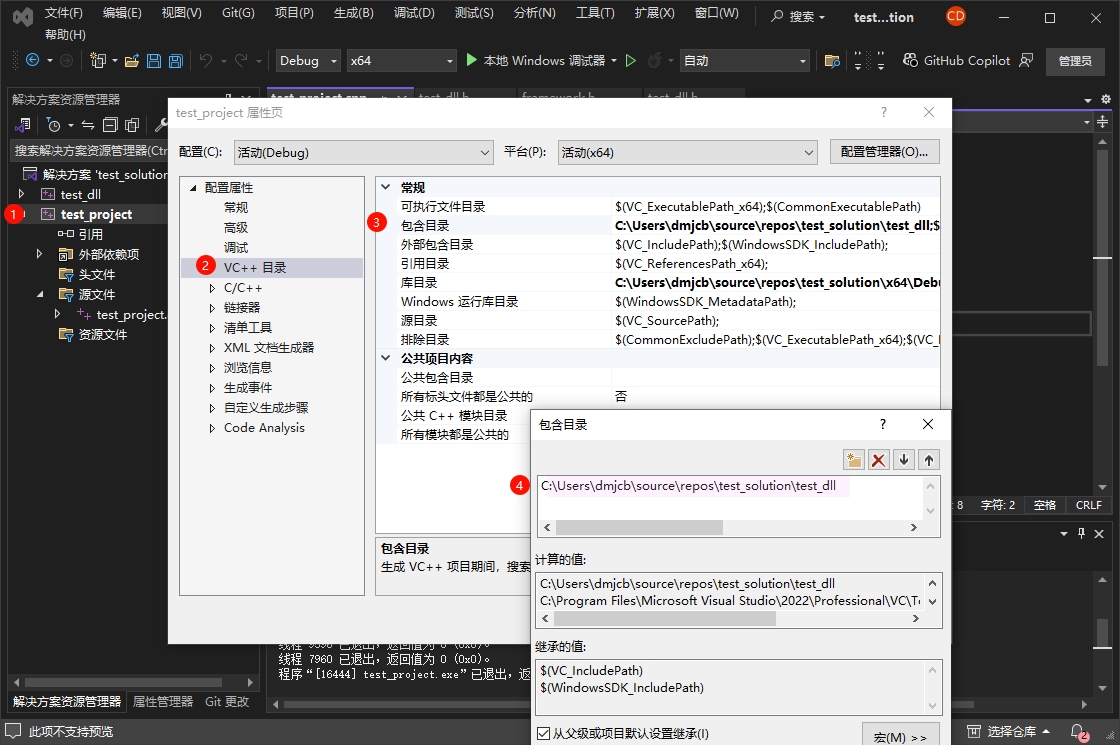 文件(F) 编辑(E) 视图(V) Git(G) 项目(P) 生成(B) 调试(D) 测试(S) 分析(N) 工具(T) 扩展(X) 窗口(W) 搜索 test...tion CD
帮助(H)
Debug x64 本地 Windows 调试器 自动 GitHub Copilot 管理员
解决方案资源管理器
搜索解决方案资源管理器(Ctr
解决方案 'test_solution
test_dll
1 test_project
引用
外部依赖项
头文件
源文件
test_project.
资源文件
test_project.cpp test_dll.h framework.h test_dll.h
test_project 属性页 ?
配置(C): 活动(Debug) 平台(P): 活动(x64) 配置管理器(O)...
配置属性
常规
高级
调试
2 VC++ 目录
C/C++
链接器
清单工具
XML 文档生成器
浏览信息
生成事件
自定义生成步骤
Code Analysis
常规
可执行文件目录 $(VC_ExecutablePath_x64);$(CommonExecutablePath)
3 包含目录 C:\Users\dmjcb\source\repos\test_solution\test_dll;$
外部包含目录 $(VC_IncludePath);$(WindowsSDK_IncludePath);
引用目录 $(VC_ReferencesPath_x64);
库目录 C:\Users\dmjcb\source\repos\test_solution\x64\Debu
Windows 运行库目录 $(WindowsSDK_MetadataPath);
源目录 $(VC_SourcePath);
排除目录 $(CommonExcludePath);$(VC_ExecutablePath_x64);$(VC_I
公共项目内容
公共包含目录
所有标头文件都是公共的 否
公共 C++ 模块目录
所有模块都是公共的
包含目录
生成 VC++ 项目期间，搜索
包含目录 ?
4 C:\Users\dmjcb\source\repos\test_solution\test_dll
计算的值:
C:\Users\dmjcb\source\repos\test_solution\test_dll
C:\Program Files\Microsoft Visual Studio\2022\Professional\VC\To
继承的值:
$(VC_IncludePath)
$(WindowsSDK_IncludePath)
从父级或项目默认设置继承(I)
宏(M) >>
: 8 字符: 2 空格 CRLF
线程 9596 已退出，返回值为 0 (0x0)。
线程 7960 已退出，返回值为 0 (0x0)。
程序“[16444] test_project.exe”已退出，返
解决方案资源管理器 属性管理器 Git 更改
此项不支持预览 选择仓库 2